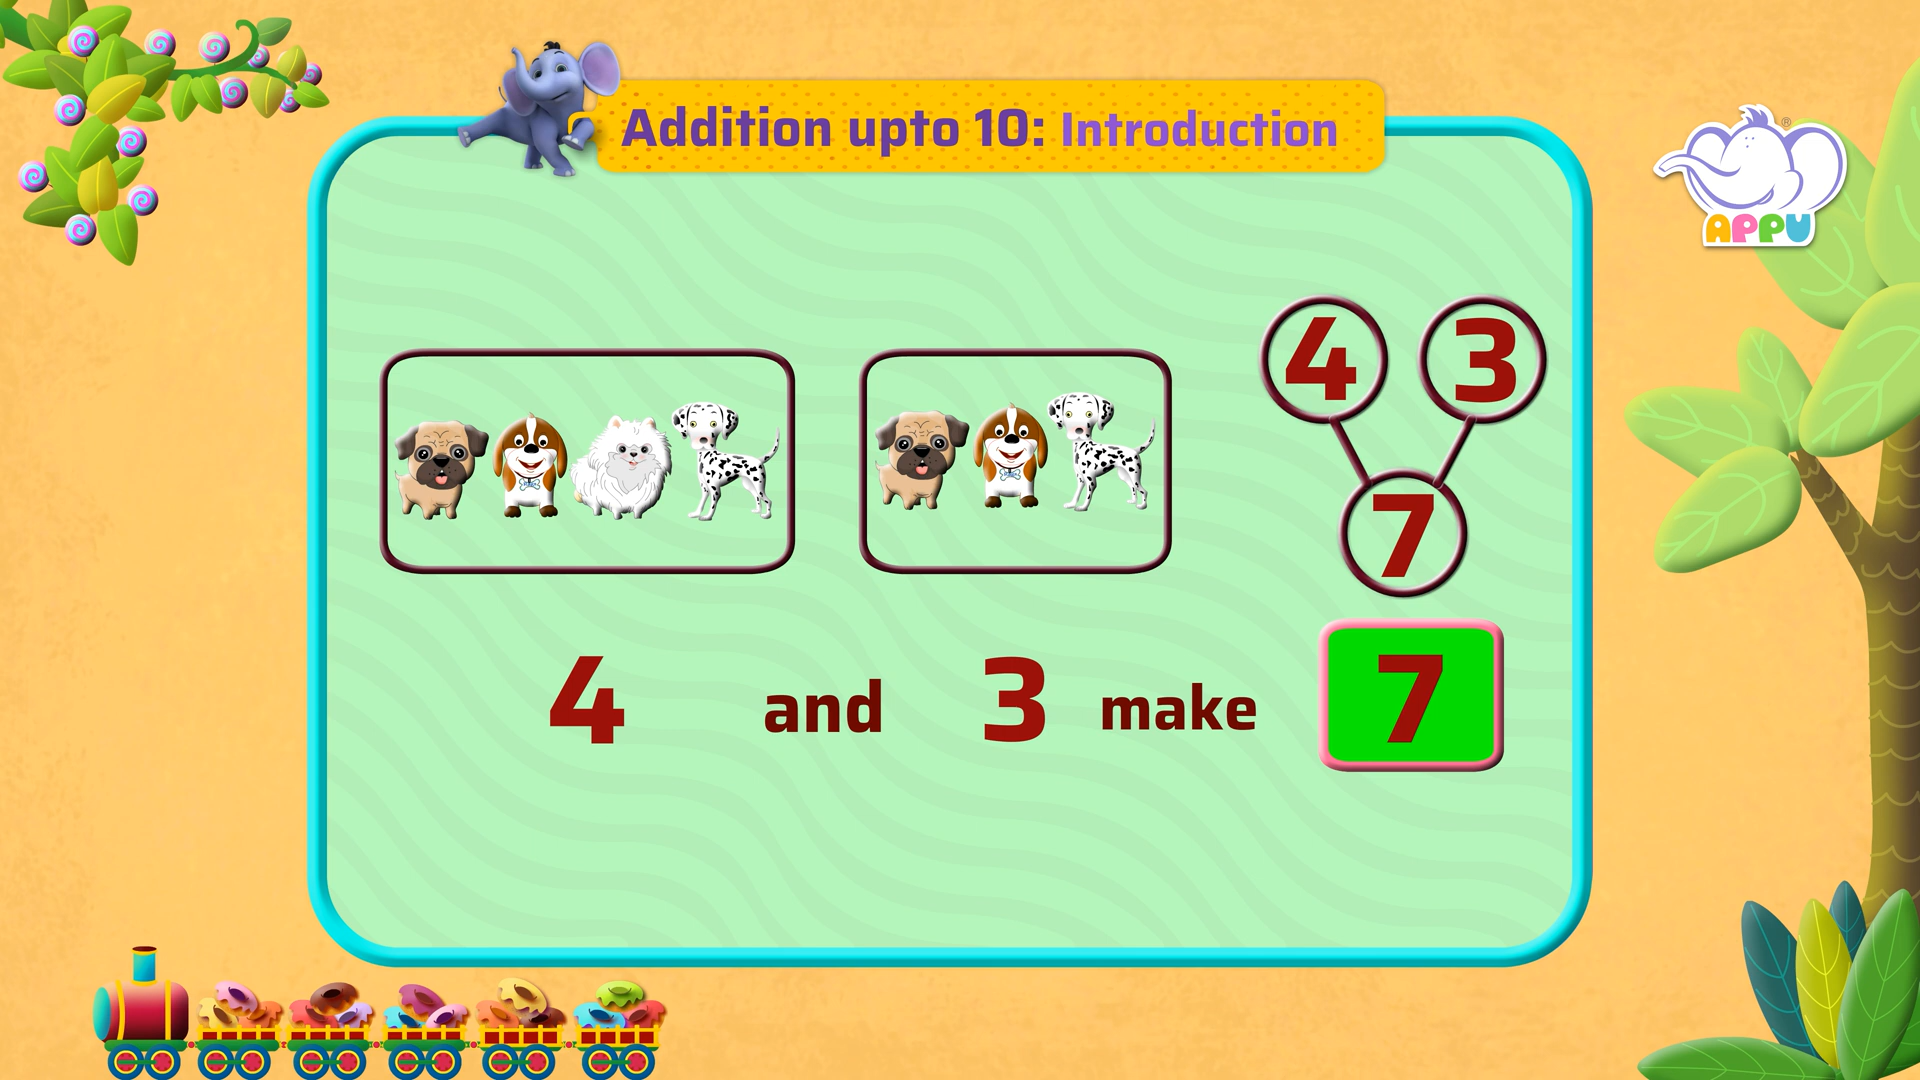 Addition upto 10: Introduction
®
APPU
4 3
7
4 and 3 make 7